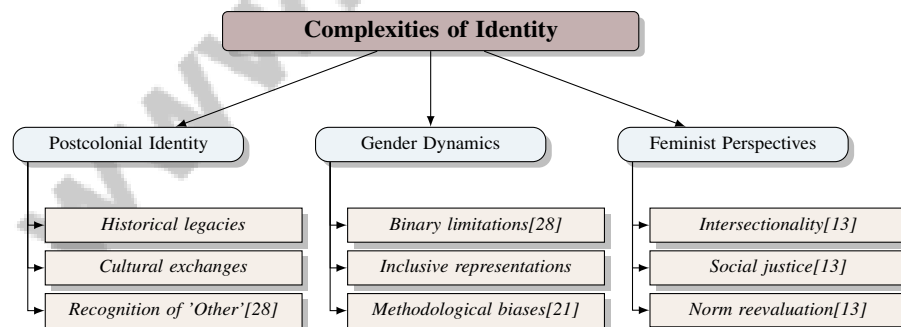 Complexities of Identity
Postcolonial Identity
Gender Dynamics
Feminist Perspectives
Historical legacies
Binary limitations[28]
Intersectionality[13]
Cultural exchanges
Inclusive representations
Social justice[13]
Recognition of 'Other'[28]
Methodological biases[21]
Norm reevaluation[13]